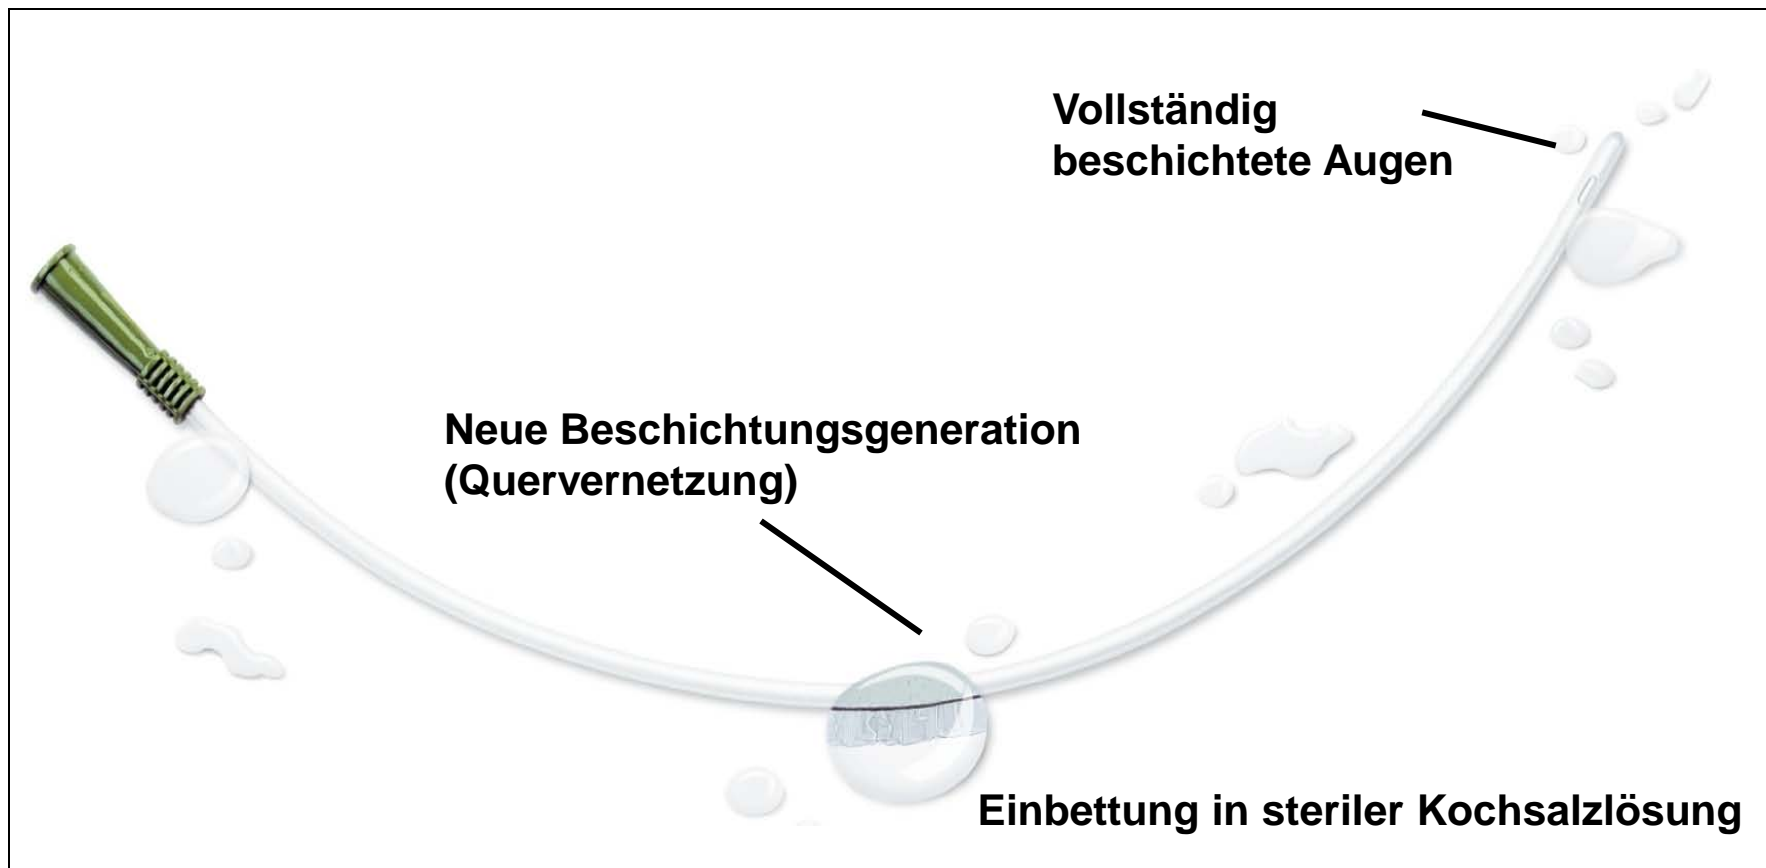 Vollständig
beschichtete Augen
Neue Beschichtungsgeneration
(Quervernetzung)
Einbettung in steriler Kochsalzlösung